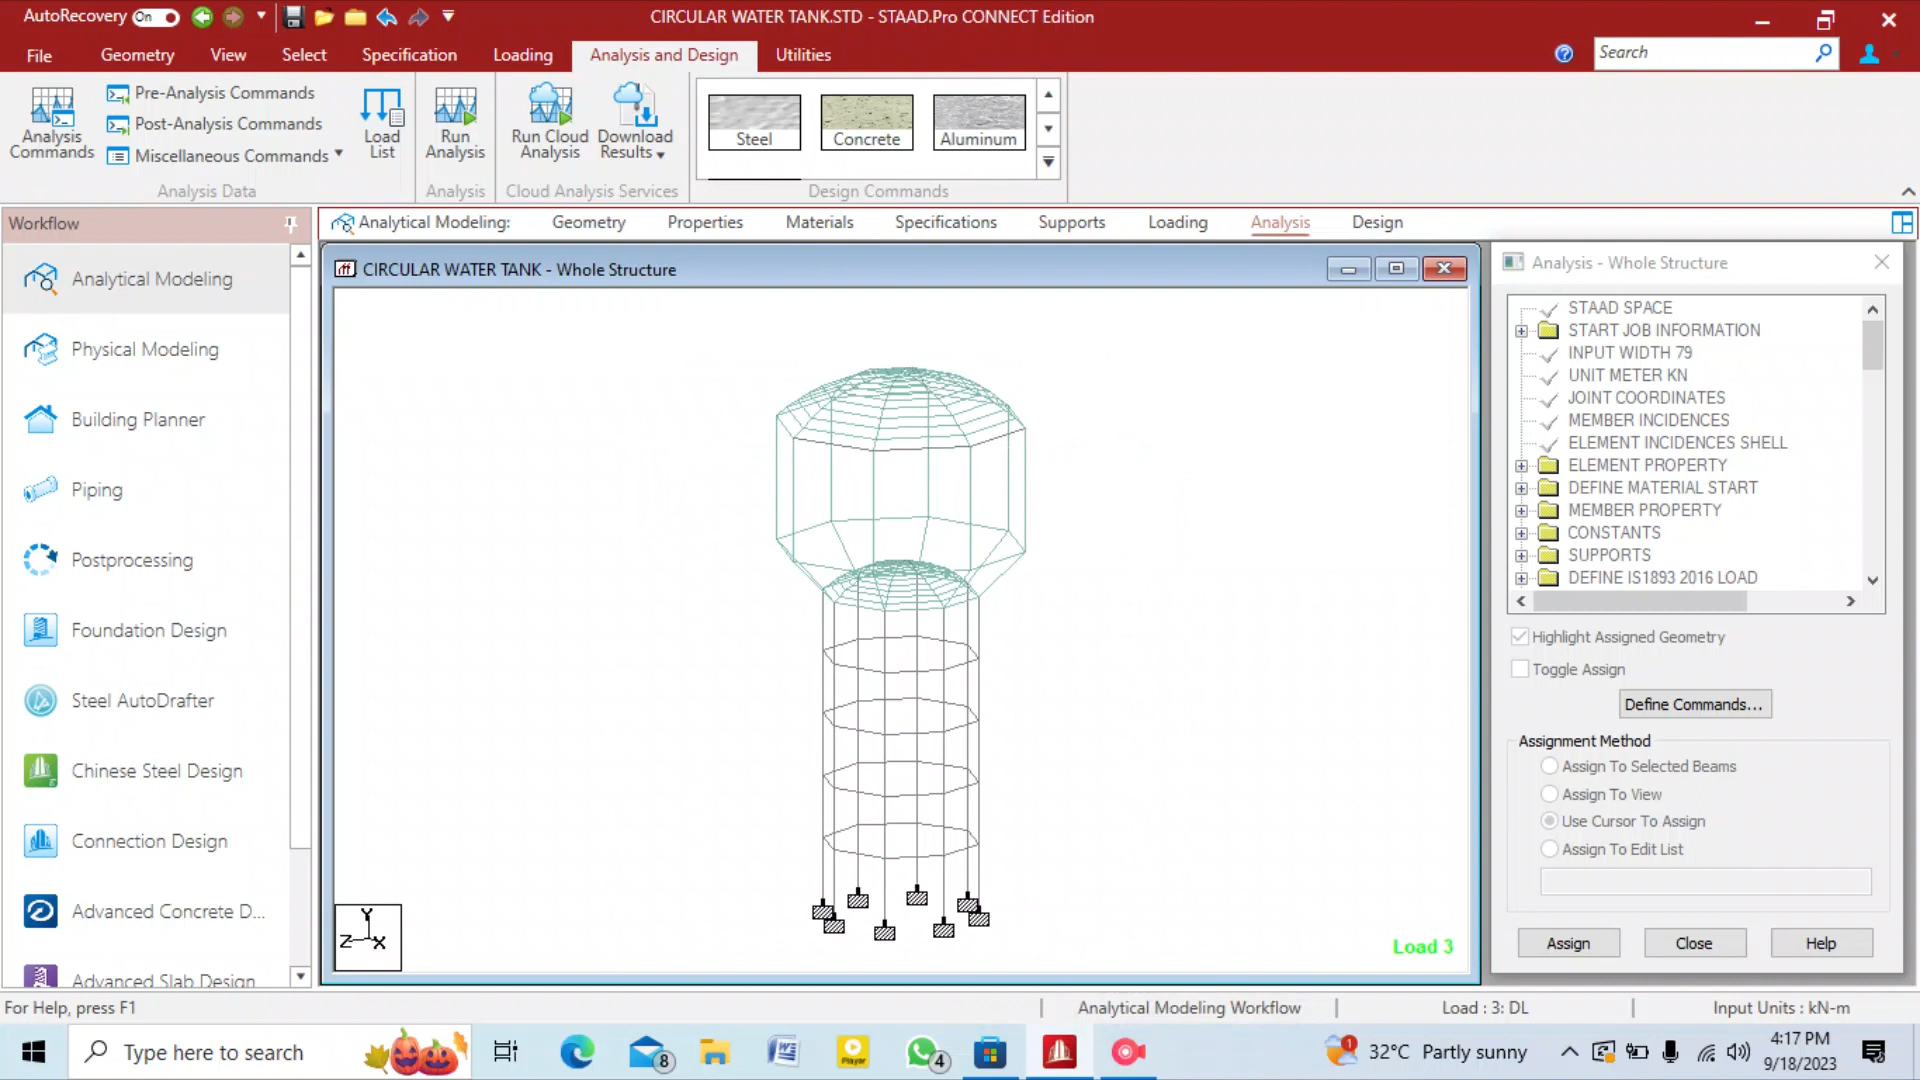 AutoRecovery On
CIRCULAR WATER TANK.STD - STAAD.Pro CONNECT Edition
File
Geometry
View
Select
Specification
Loading
Analysis and Design
Utilities
Search
Analysis Commands
Pre-Analysis Commands
Post-Analysis Commands
Miscellaneous Commands
Load List
Run Analysis
Run Cloud Analysis
Download Results
Steel
Concrete
Aluminum
Analysis Data
Analysis
Cloud Analysis Services
Design Commands
Workflow
Analytical Modeling:
Geometry
Properties
Materials
Specifications
Supports
Loading
Analysis
Design
Analytical Modeling
Physical Modeling
Building Planner
Piping
Postprocessing
Foundation Design
Steel AutoDrafter
Chinese Steel Design
Connection Design
Advanced Concrete D...
Advanced Slab Design
CIRCULAR WATER TANK - Whole Structure
Y
Z
X
Load 3
Analysis - Whole Structure
STAAD SPACE
START JOB INFORMATION
INPUT WIDTH 79
UNIT METER KN
JOINT COORDINATES
MEMBER INCIDENCES
ELEMENT INCIDENCES SHELL
ELEMENT PROPERTY
DEFINE MATERIAL START
MEMBER PROPERTY
CONSTANTS
SUPPORTS
DEFINE IS1893 2016 LOAD
Highlight Assigned Geometry
Toggle Assign
Define Commands...
Assignment Method
Assign To Selected Beams
Assign To View
Use Cursor To Assign
Assign To Edit List
Assign
Close
Help
For Help, press F1
Analytical Modeling Workflow
Load : 3: DL
Input Units : kN-m
Type here to search
8
Player
4
1
32°C Partly sunny
4:17 PM
9/18/2023